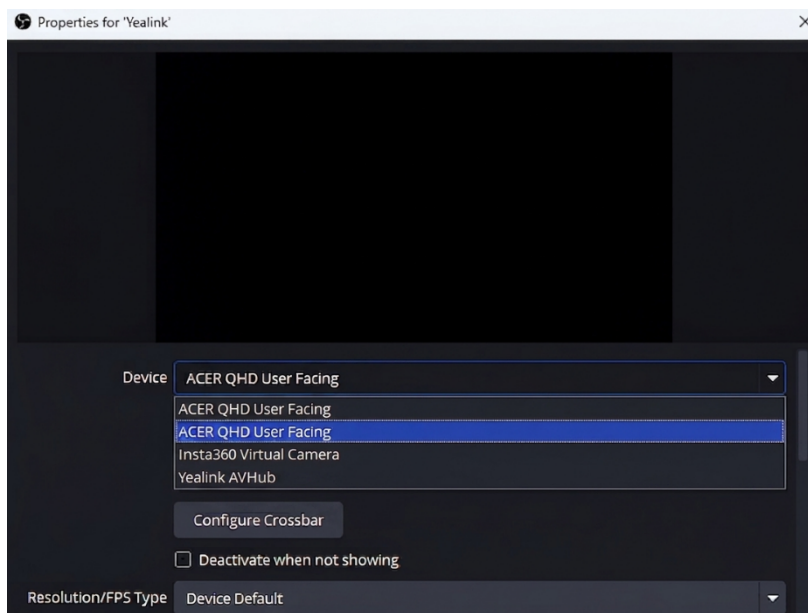 Properties for 'Yealink'
Device
ACER QHD User Facing
ACER QHD User Facing
ACER QHD User Facing
Insta360 Virtual Camera
Yealink AVHub
Configure Crossbar
Deactivate when not showing
Resolution/FPS Type
Device Default